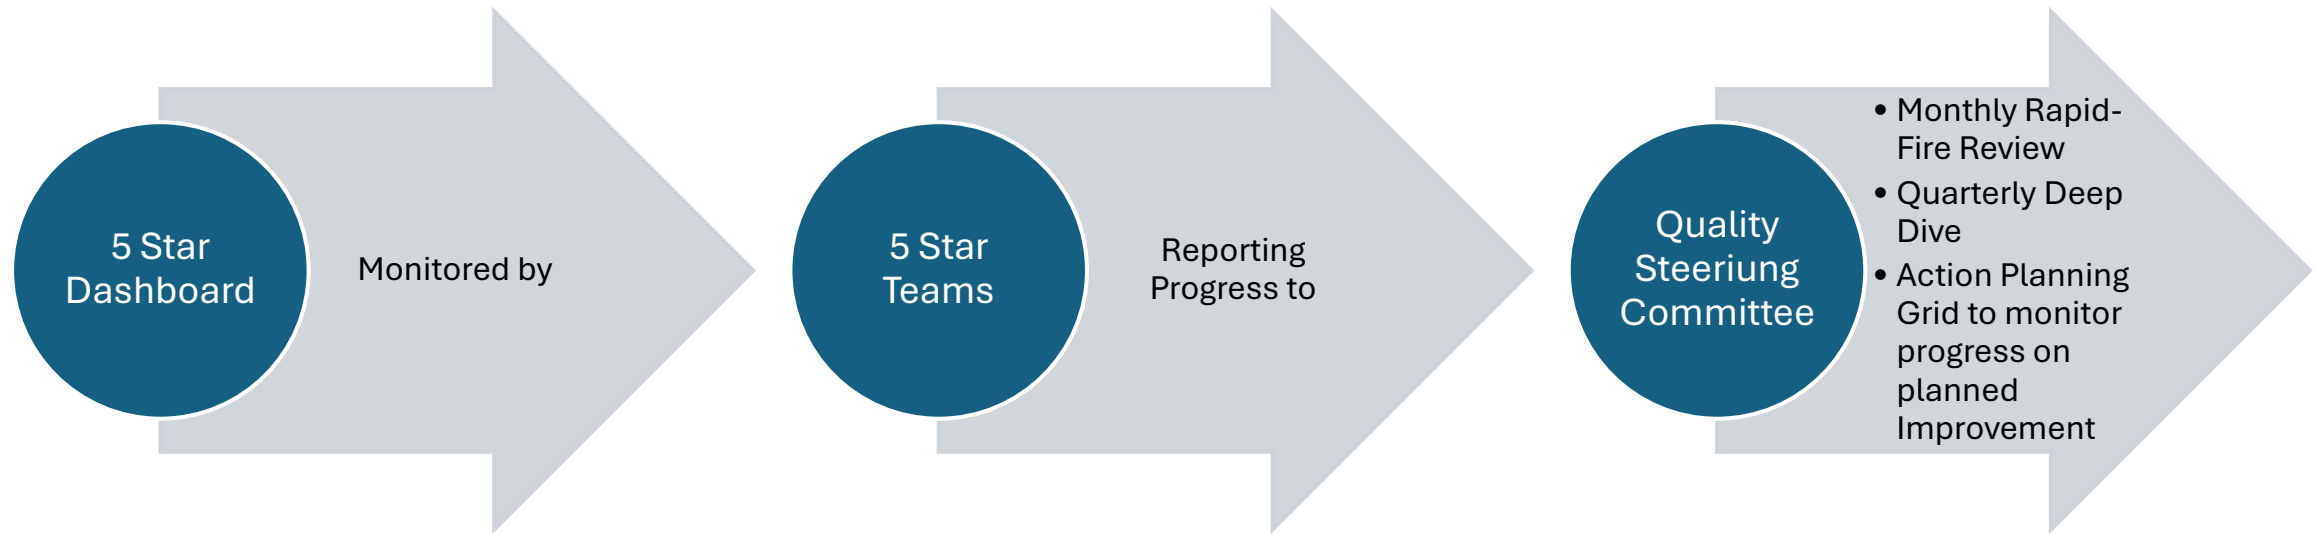 5 Star
Dashboard
Monitored by
5 Star
Teams
Reporting
Progress to
Quality
Steeriung
Committee
• Monthly Rapid-
Fire Review
• Quarterly Deep
Dive
• Action Planning
Grid to monitor
progress on
planned
Improvement